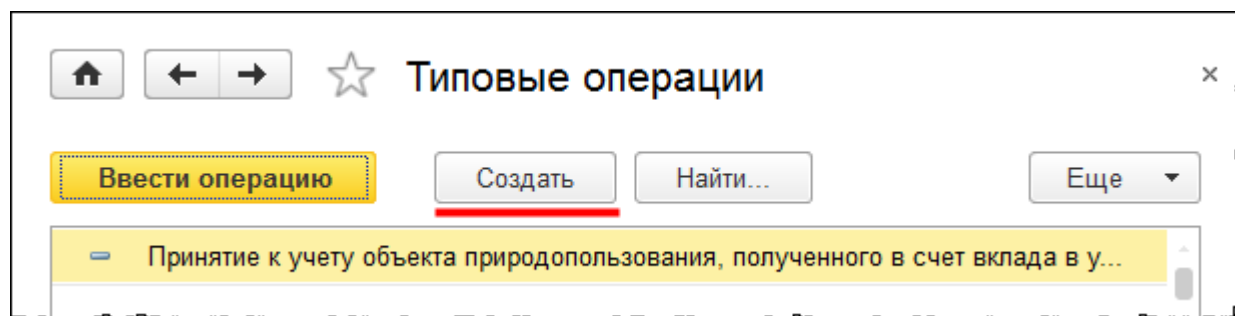 Типовые операции
Ввести операцию Создать Найти... Еще
Принятие к учету объекта природопользования, полученного в счет вклада в у...